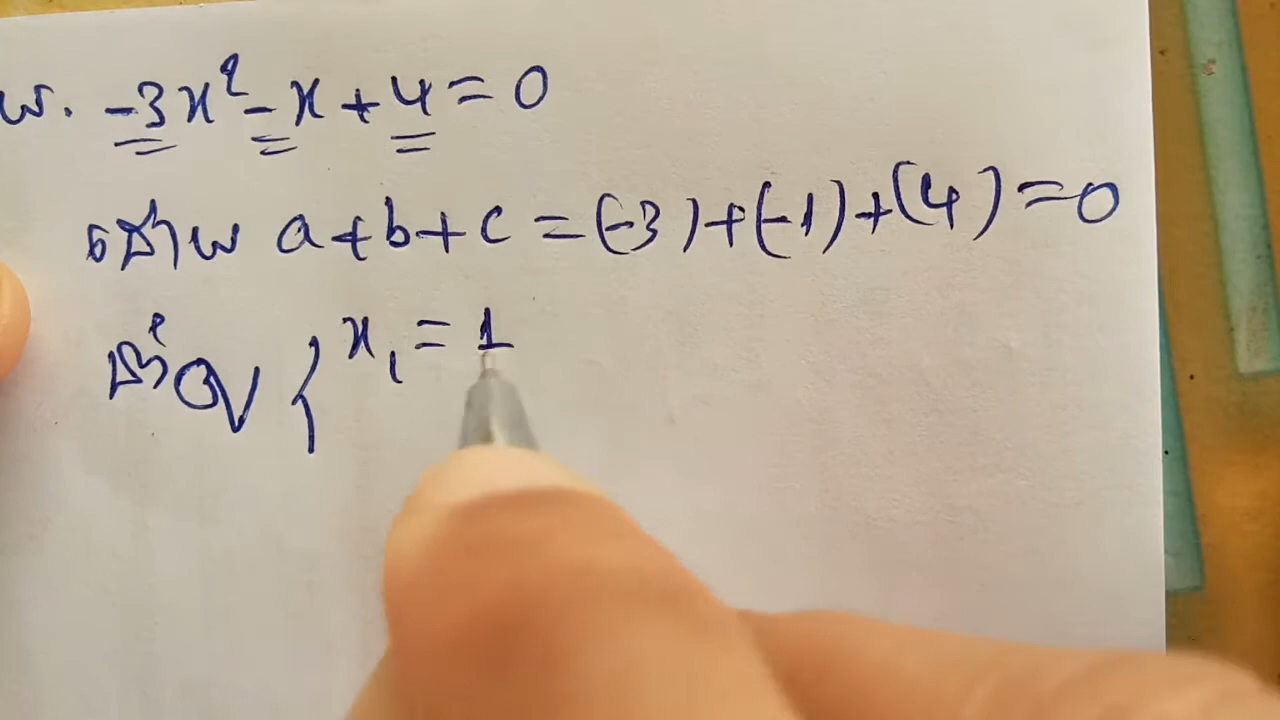 -3x² - x + 4 = 0
a + b + c = (-3) + (-1) + (4) = 0
{ x₁ = 1